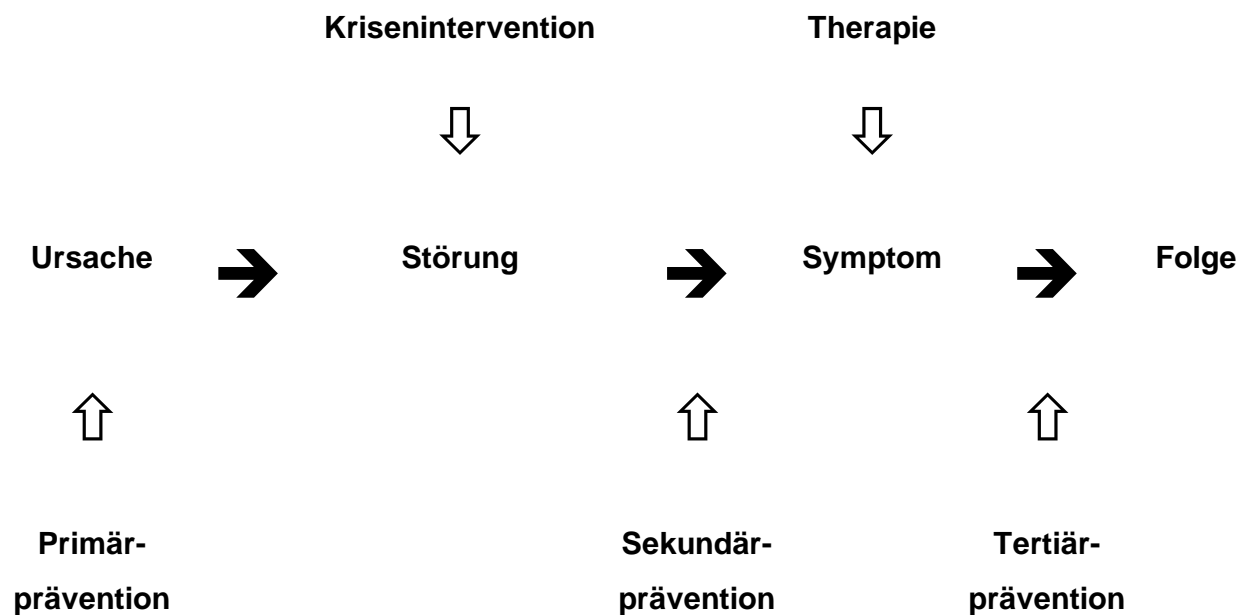 Krisenintervention Therapie
Ursache Störung Symptom Folge
Primär- Sekundär- Tertiär-
prävention prävention prävention